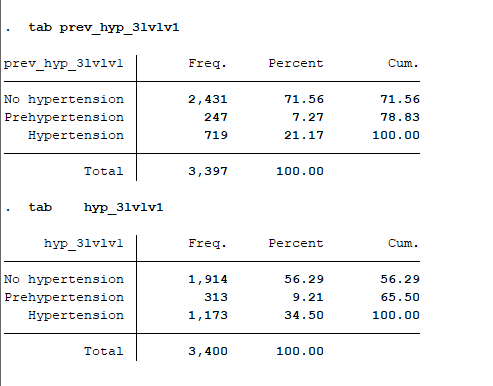 . tab prev_hyp_3lvlv1
prev_hyp_3lvlv1 Freq. Percent Cum.
No hypertension 2,431 71.56 71.56
Prehypertension 247 7.27 78.83
Hypertension 719 21.17 100.00
Total 3,397 100.00
. tab hyp_3lvlv1
hyp_3lvlv1 Freq. Percent Cum.
No hypertension 1,914 56.29 56.29
Prehypertension 313 9.21 65.50
Hypertension 1,173 34.50 100.00
Total 3,400 100.00